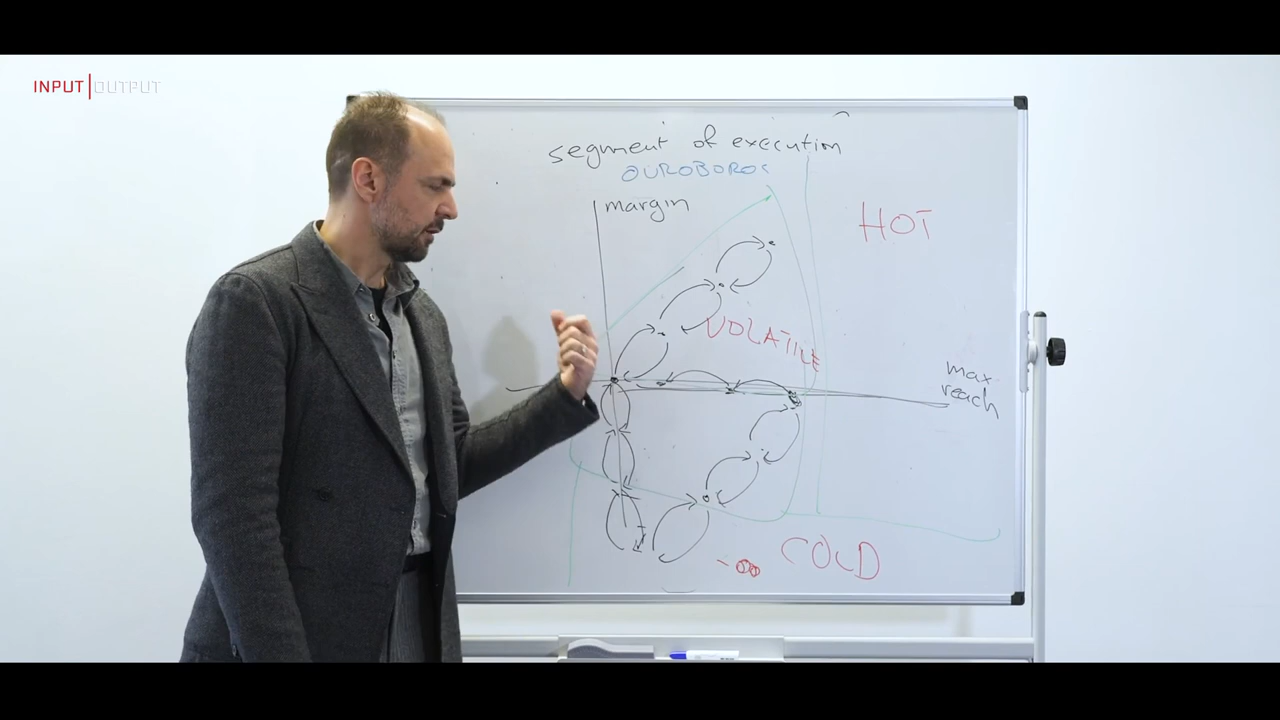 INPUT|OUTPUT
segment of execution
OUROBOROS
margin
HOT
VOLATILE
max
reach
COLD